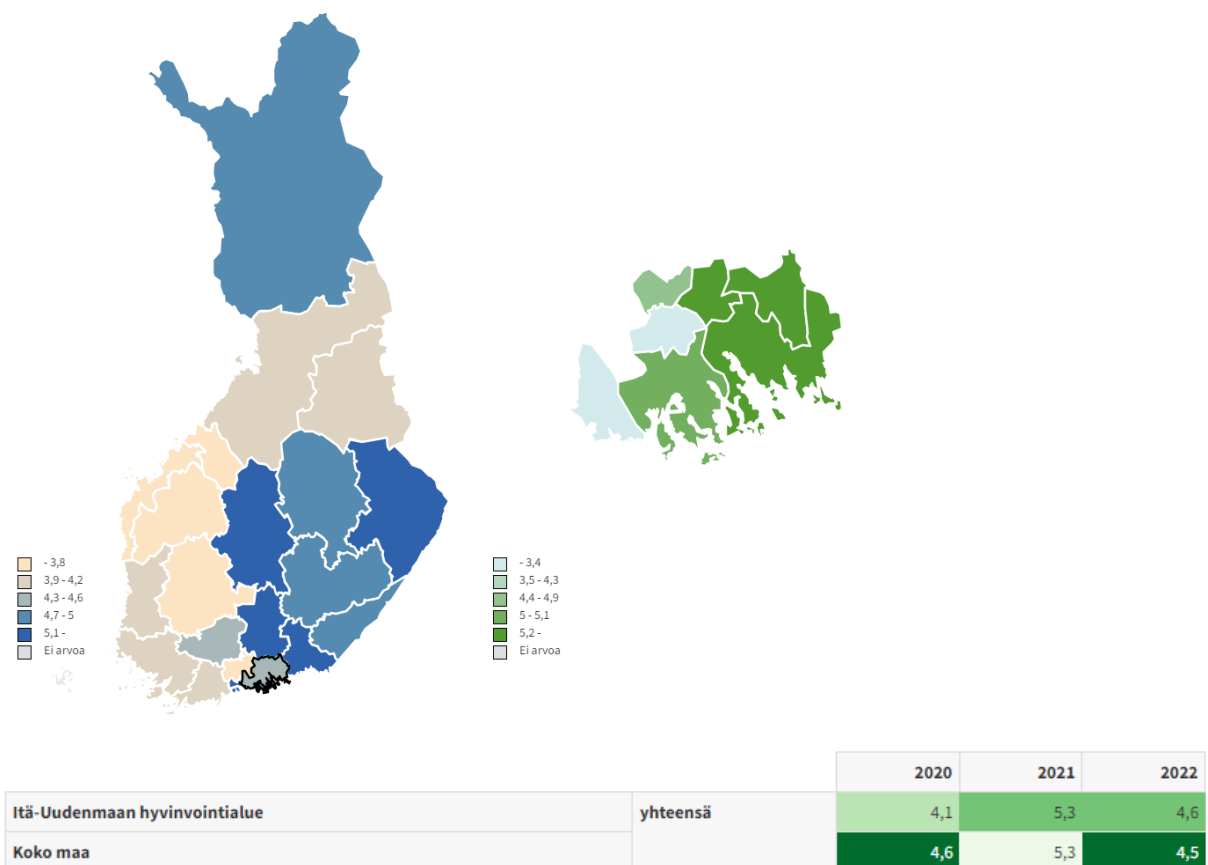 - 3,8
3,9 - 4,2
4,3 - 4,6
4,7 - 5
5,1 -
Ei arvoa
- 3,4
3,5 - 4,3
4,4 - 4,9
5 - 5,1
5,2 -
Ei arvoa
2020 2021 2022
Itä-Uudenmaan hyvinvointialue yhteensä 4,1 5,3 4,6
Koko maa 4,6 5,3 4,5